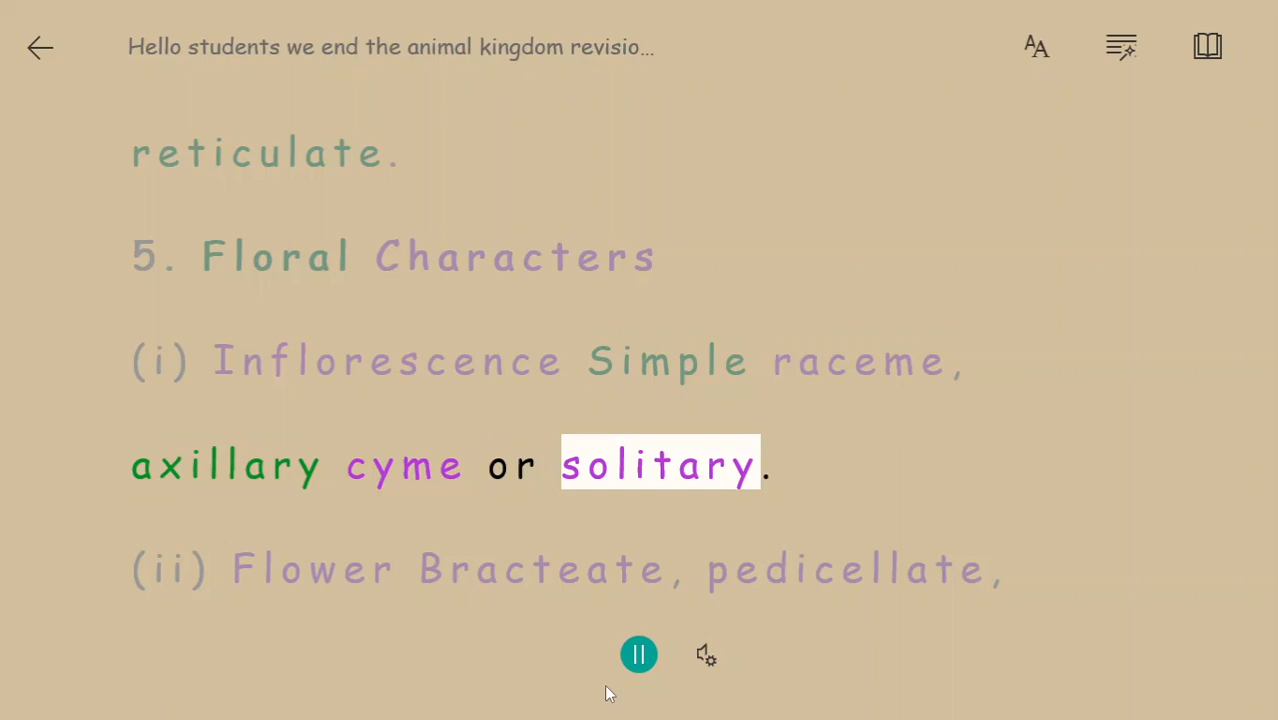 Hello students we end the animal kingdom revisio...
reticulate.
5. Floral Characters
(i) Inflorescence Simple raceme,
axillary cyme or solitary.
(ii) Flower Bracteate, pedicellate,